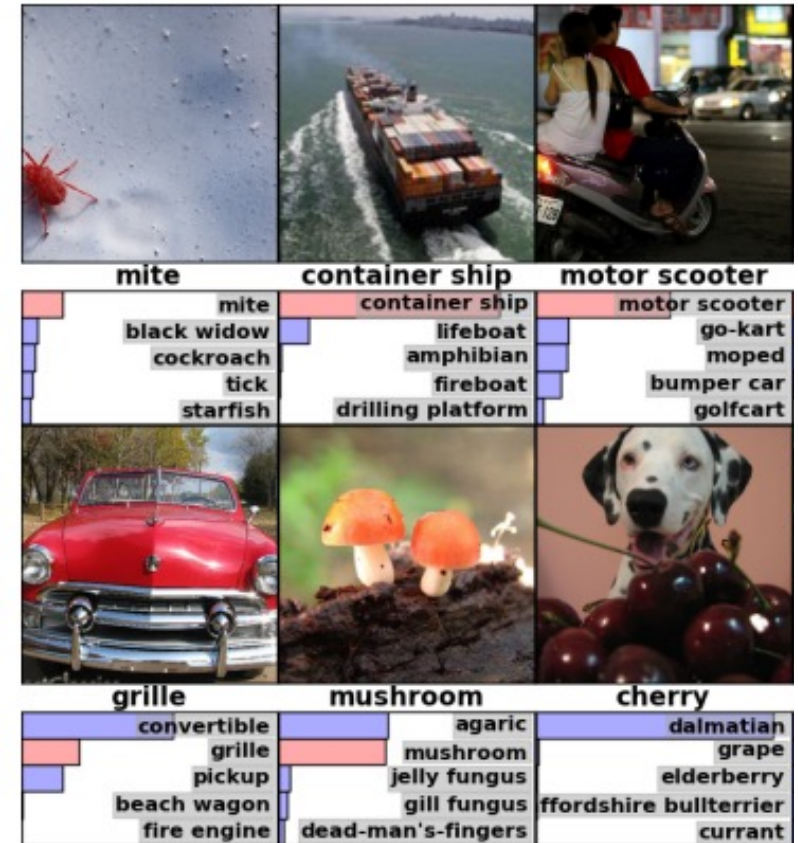 mite
container ship
motor scooter
mite
black widow
cockroach
tick
starfish
container ship
lifeboat
amphibian
fireboat
drilling platform
motor scooter
go-kart
moped
bumper car
golfcart
grille
mushroom
cherry
convertible
grille
pickup
beach wagon
fire engine
agaric
mushroom
jelly fungus
gill fungus
dead-man's-fingers
dalmatian
grape
elderberry
ffordshire bullterrier
currant